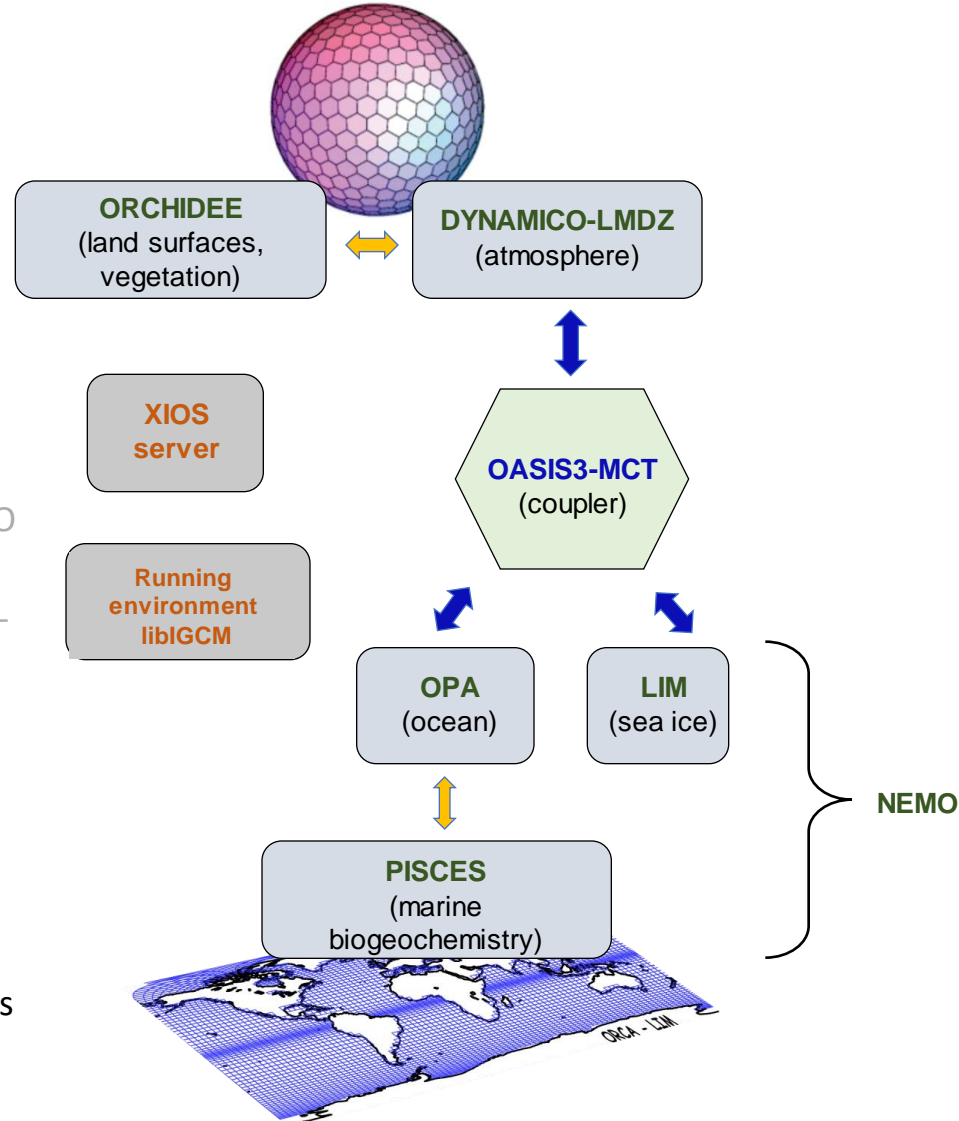 ORCHIDEE
(land surfaces,
vegetation)
DYNAMICO-LMDZ
(atmosphere)
XIOS
server
OASIS3-MCT
(coupler)
Running
environment
libIGCM
OPA
(ocean)
LIM
(sea ice)
NEMO
PISCES
(marine
biogeochemistry)
ORCA - LIM